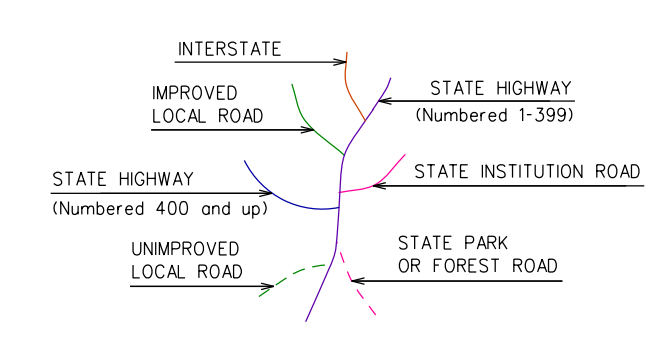 INTERSTATE
STATE HIGHWAY
(Numbered 1-399)
IMPROVED
LOCAL ROAD
STATE INSTITUTION ROAD
STATE HIGHWAY
(Numbered 400 and up)
UNIMPROVED
LOCAL ROAD
STATE PARK
OR FOREST ROAD